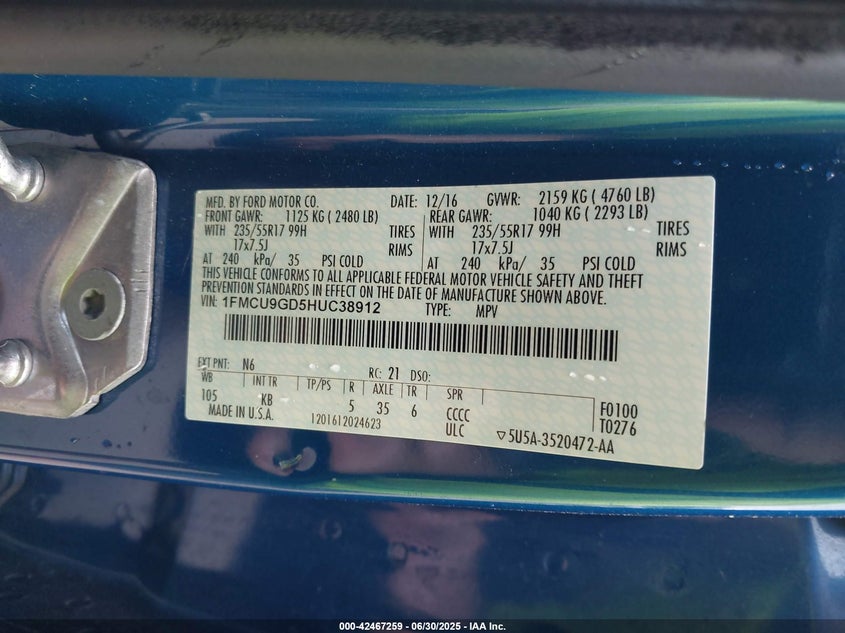 MFD. BY FORD MOTOR CO. DATE: 12/16 GVWR: 2159 KG ( 4760 LB)
FRONT GAWR: 1125 KG ( 2480 LB) REAR GAWR: 1040 KG ( 2293 LB)
WITH 235/55R17 99H TIRES WITH 235/55R17 99H TIRES
17x7.5J RIMS 17x7.5J RIMS
AT 240 kPa/ 35 PSI COLD AT 240 kPa/ 35 PSI COLD
THIS VEHICLE CONFORMS TO ALL APPLICABLE FEDERAL MOTOR VEHICLE SAFETY AND THEFT
PREVENTION STANDARDS IN EFFECT ON THE DATE OF MANUFACTURE SHOWN ABOVE.
VIN: 1FMCU9GD5HUC38912 TYPE: MPV
EXT PNT: N6 RC: 21 DSO:
WB INT TR TP/PS R AXLE TR SPR
105 KB 5 35 6 CCCC F0100
MADE IN U.S.A. 1201612024623 ULC T0276
▽5U5A-3520472-AA
000-42467259 - 06/30/2025 - IAA Inc.